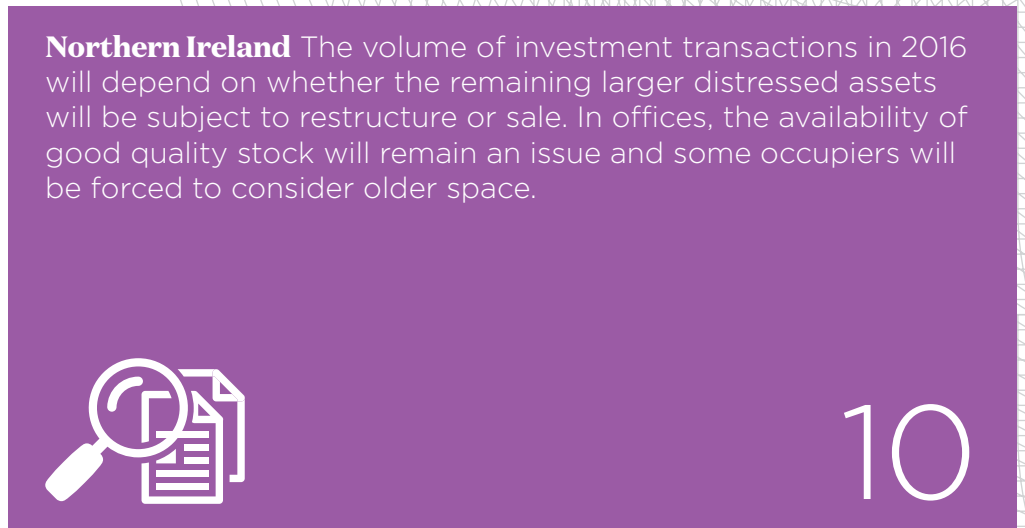 Northern Ireland The volume of investment transactions in 2016
will depend on whether the remaining larger distressed assets
will be subject to restructure or sale. In offices, the availability of
good quality stock will remain an issue and some occupiers will
be forced to consider older space.
10